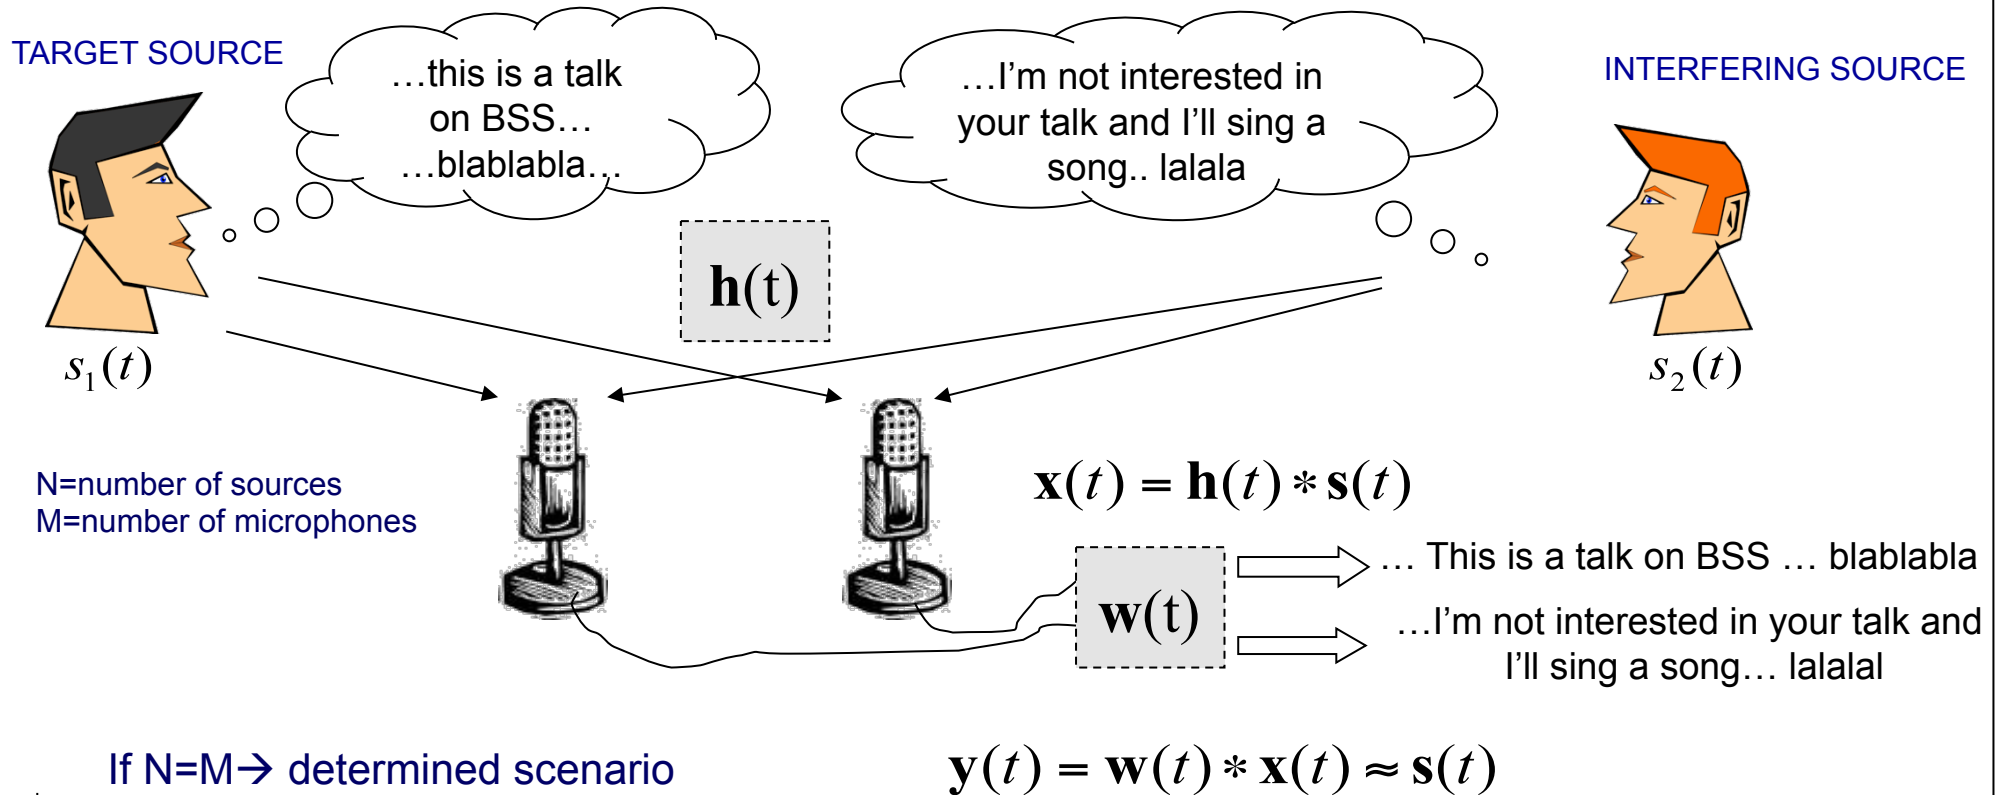 TARGET SOURCE
…this is a talk
on BSS…
…blablabla…
…I'm not interested in
your talk and I'll sing a
song.. lalala
INTERFERING SOURCE
h(t)
s₁(t)
s₂(t)
N=number of sources
M=number of microphones
x(t) = h(t) * s(t)
w(t)
… This is a talk on BSS … blablabla
…I'm not interested in your talk and
I'll sing a song… lalalal
If N=M→ determined scenario
y(t) = w(t) * x(t) ≈ s(t)